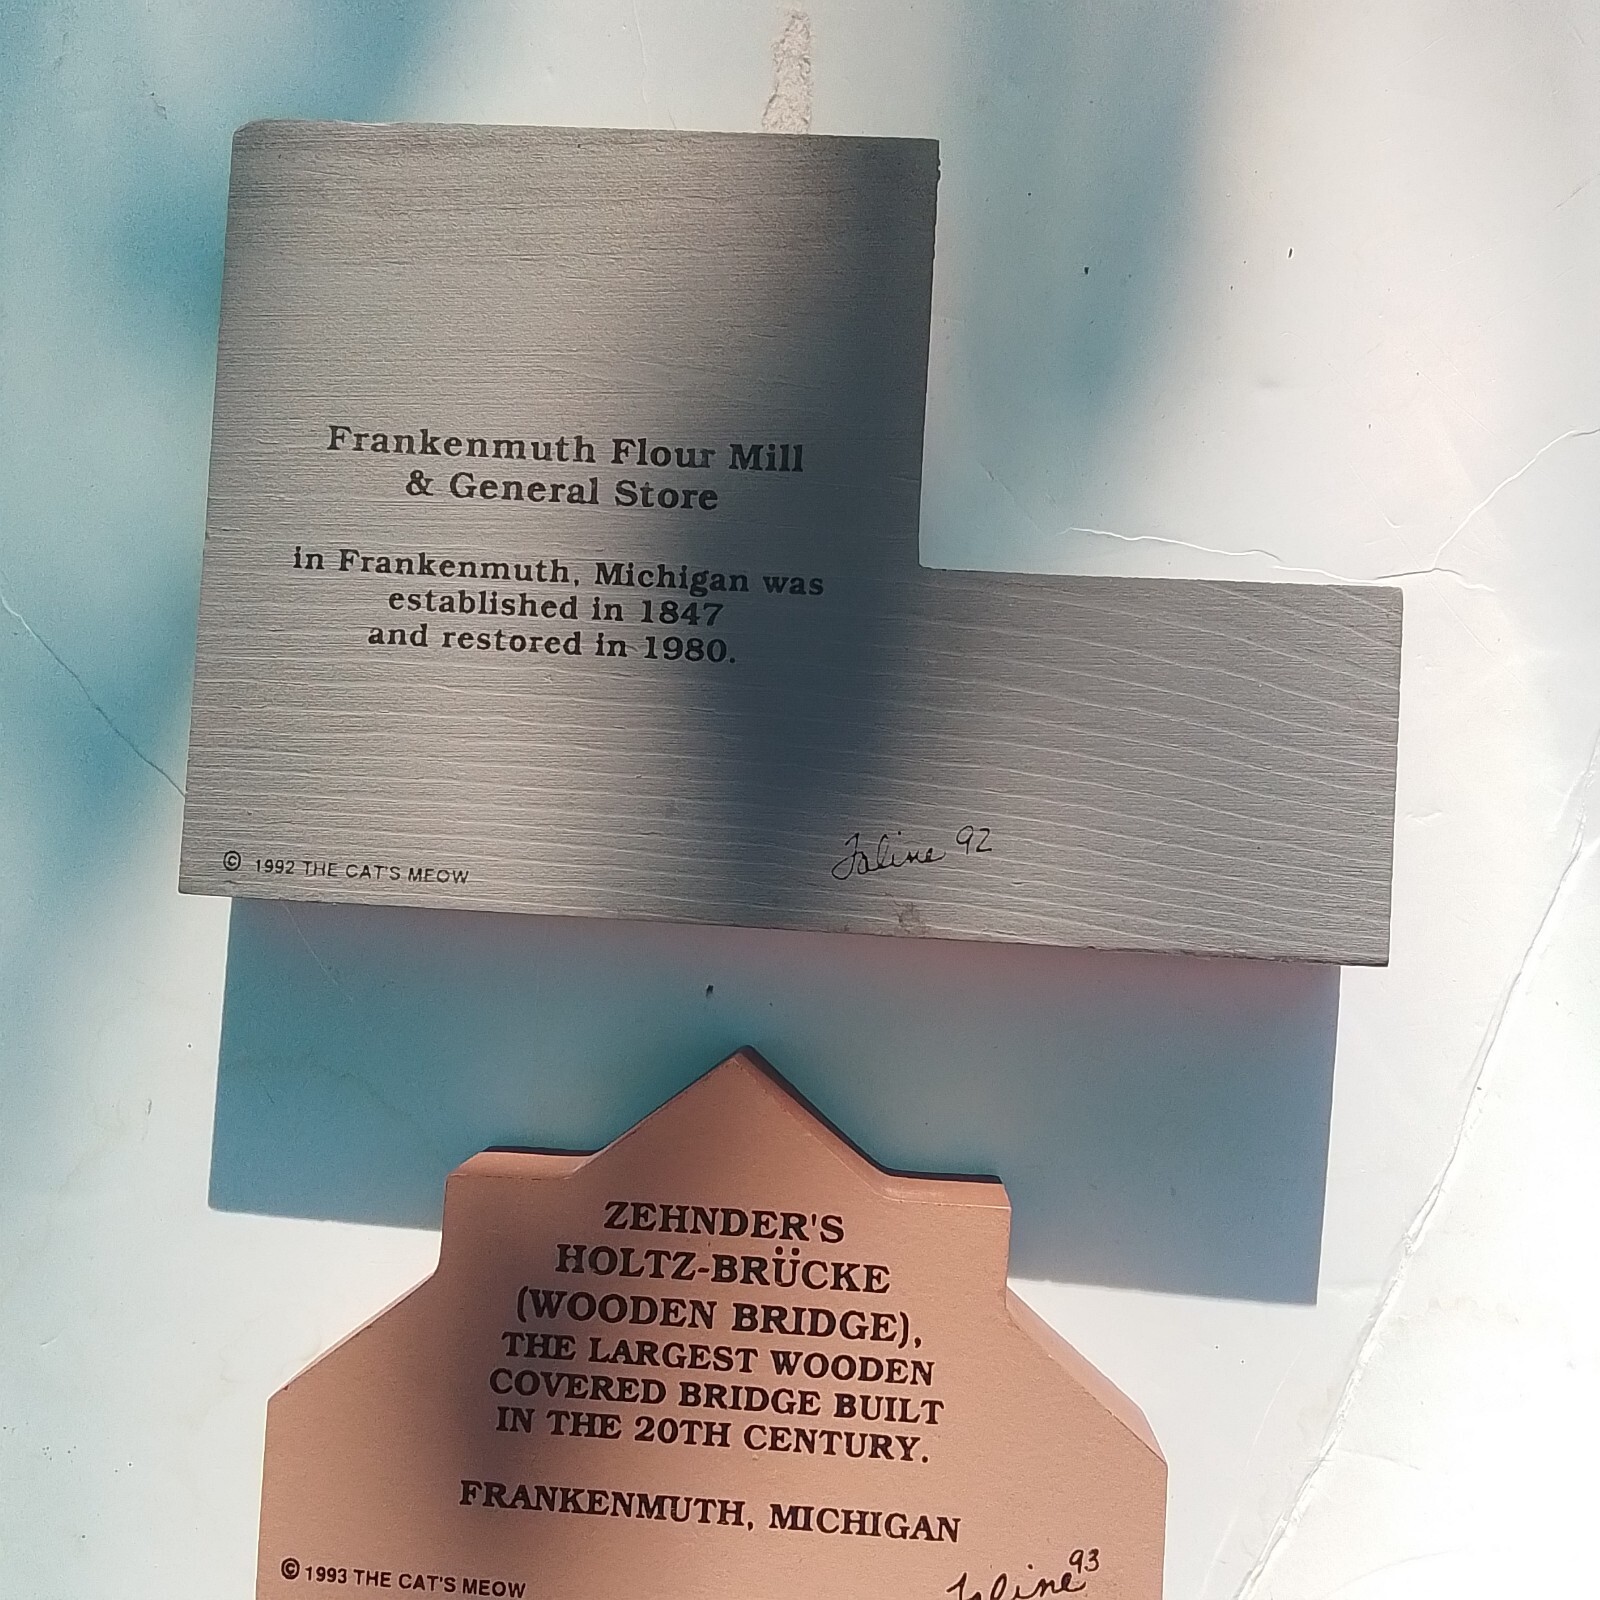 Frankenmuth Flour Mill
& General Store
in Frankenmuth, Michigan was
established in 1847
and restored in 1980.
© 1992 THE CAT'S MEOW
Faline 92
ZEHNDER'S
HOLTZ-BRÜCKE
(WOODEN BRIDGE),
THE LARGEST WOODEN
COVERED BRIDGE BUILT
IN THE 20TH CENTURY.
FRANKENMUTH, MICHIGAN
© 1993 THE CAT'S MEOW
Faline 93